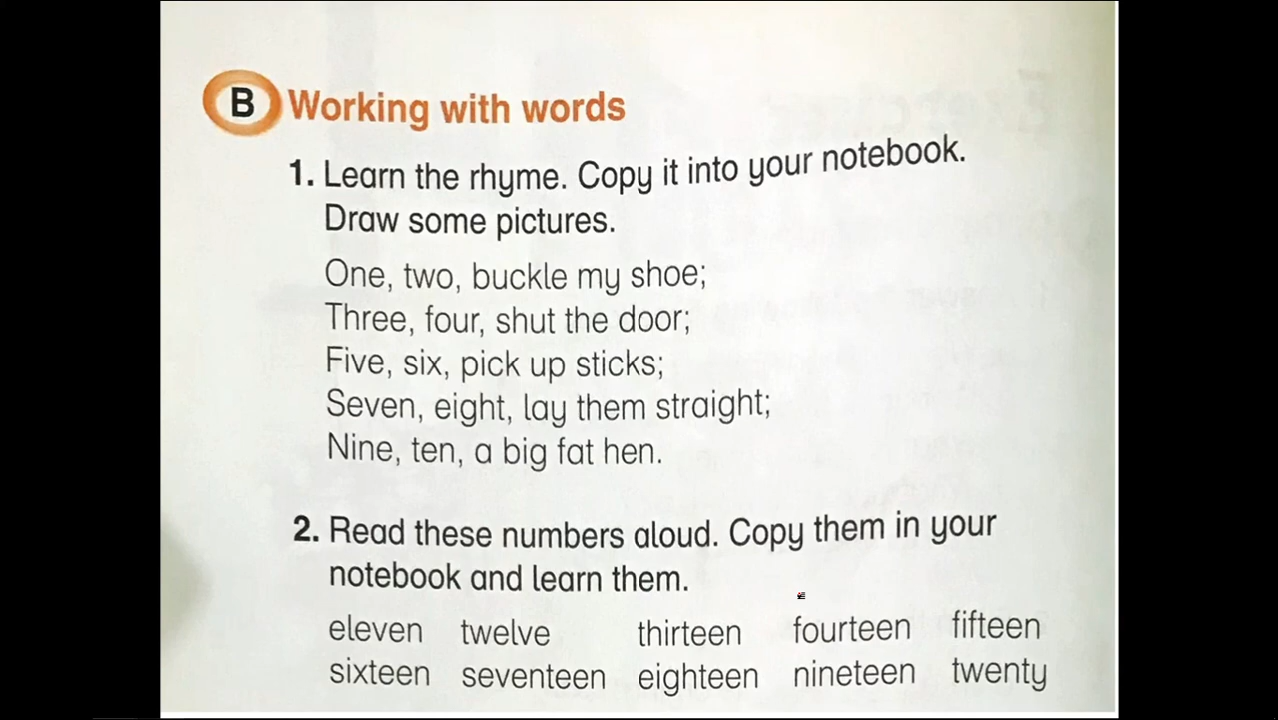 B Working with words
1. Learn the rhyme. Copy it into your notebook.
Draw some pictures.
One, two, buckle my shoe;
Three, four, shut the door;
Five, six, pick up sticks;
Seven, eight, lay them straight;
Nine, ten, a big fat hen.
2. Read these numbers aloud. Copy them in your
notebook and learn them.
eleven twelve thirteen fourteen fifteen
sixteen seventeen eighteen nineteen twenty